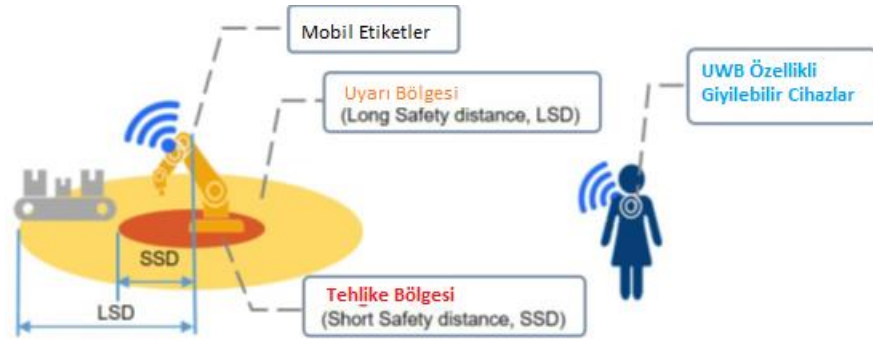 Mobil Etiketler
UWB Özellikli
Giyilebilir Cihazlar
Uyarı Bölgesi
(Long Safety distance, LSD)
SSD
LSD
Tehlike Bölgesi
(Short Safety distance, SSD)